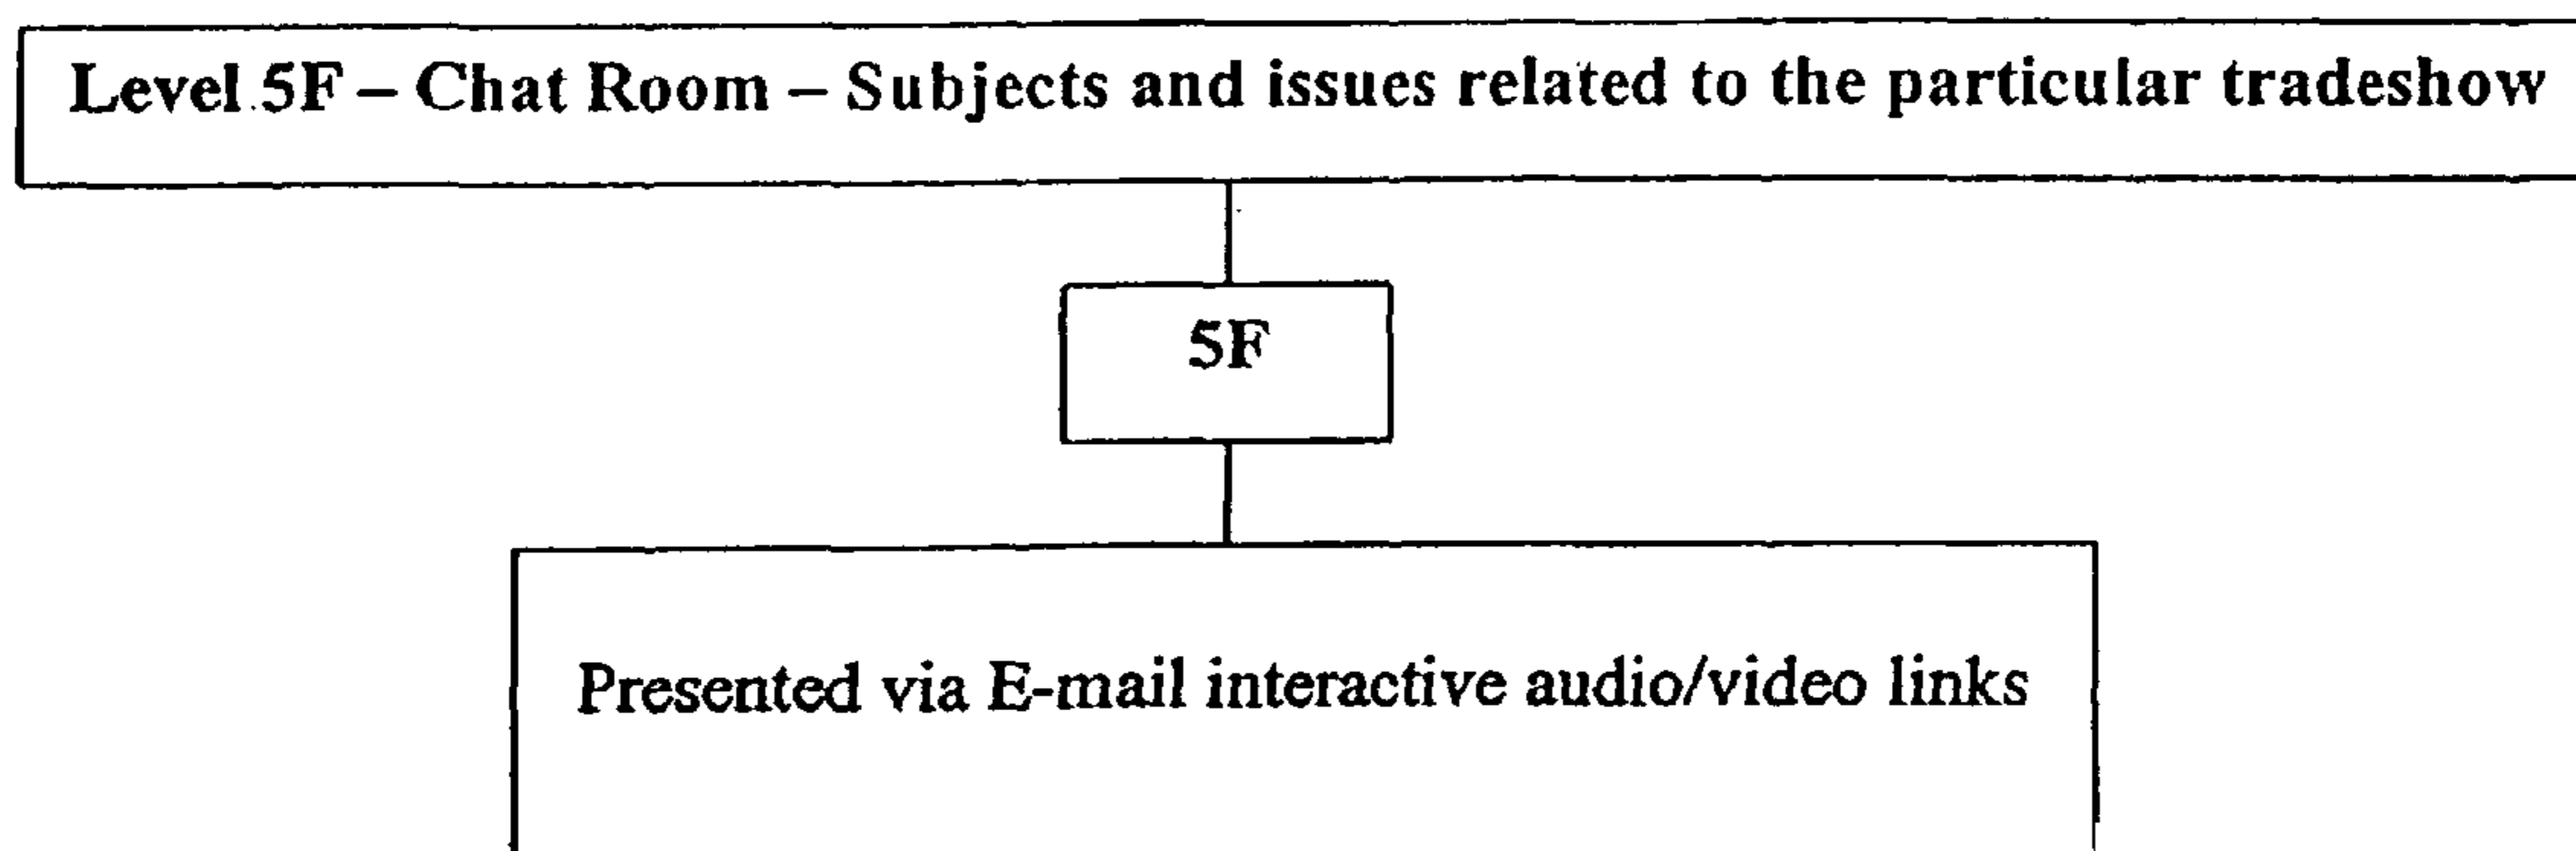 Level 5F – Chat Room – Subjects and issues related to the particular tradeshow
5F
Presented via E-mail interactive audio/video links